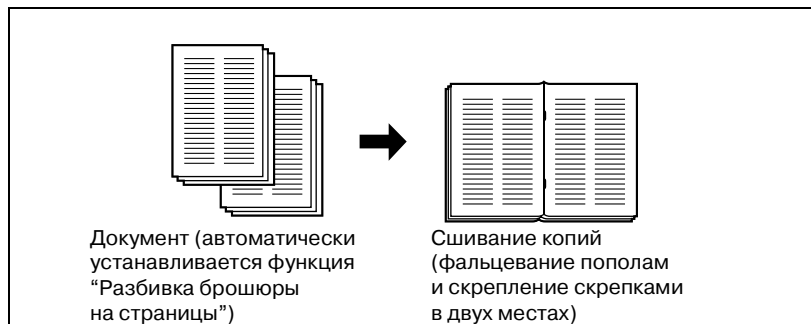 Документ (автоматически
устанавливается функция
“Разбивка брошюры
на страницы”)
Сшивание копий
(фальцевание пополам
и скрепление скрепками
в двух местах)